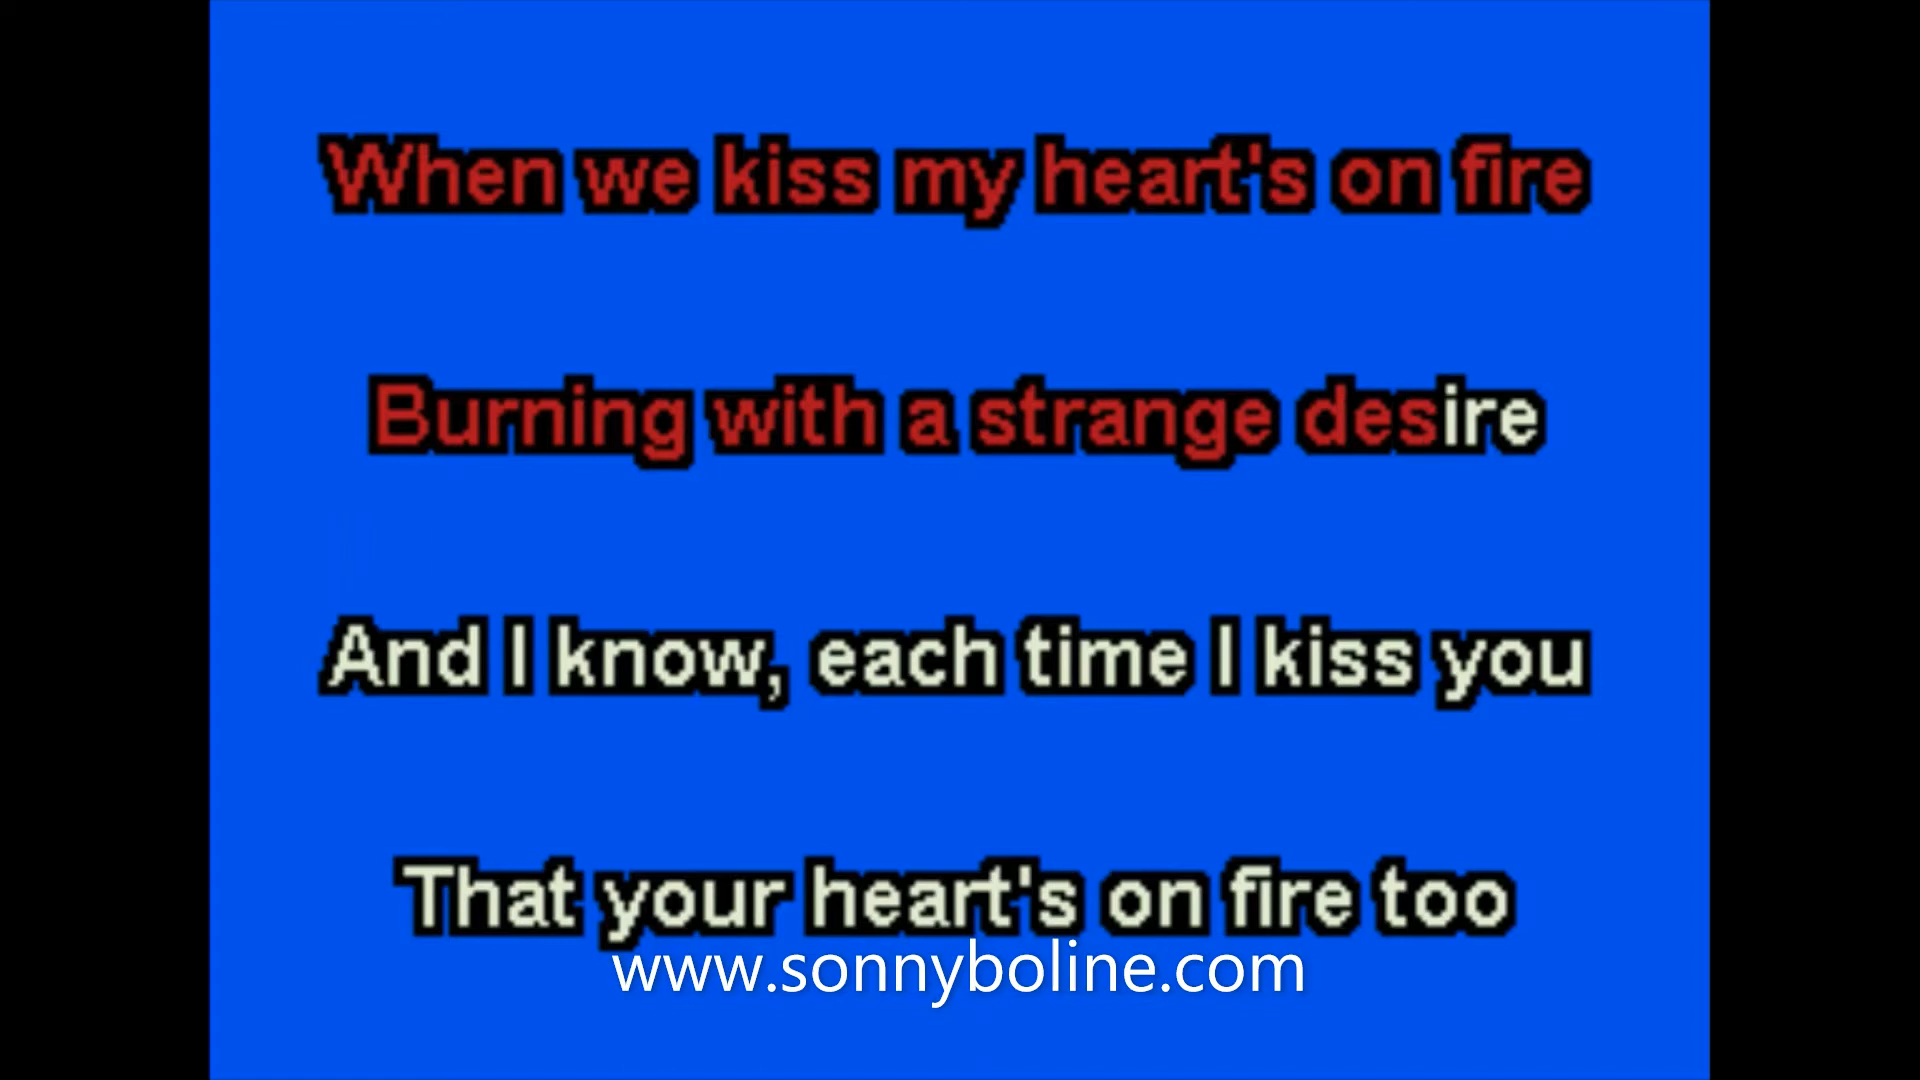 When we kiss my heart's on fire
Burning with a strange desire
And I know, each time I kiss you
That your heart's on fire too
www.sonnyboline.com